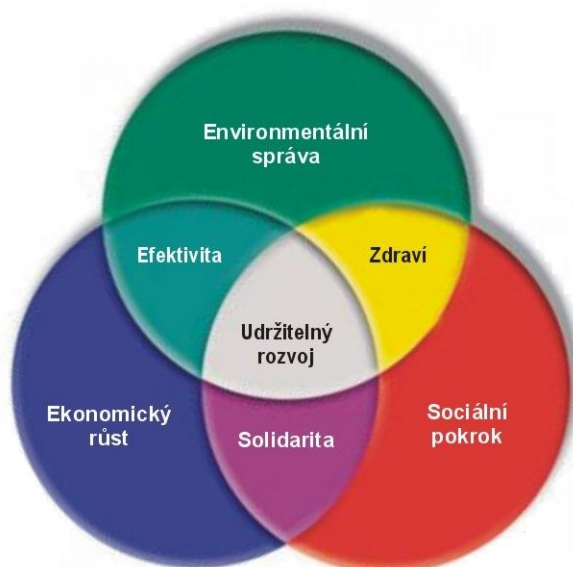 Environmentální
správa
Efektivita
Zdraví
Udržitelný
rozvoj
Ekonomický
růst
Solidarita
Sociální
pokrok